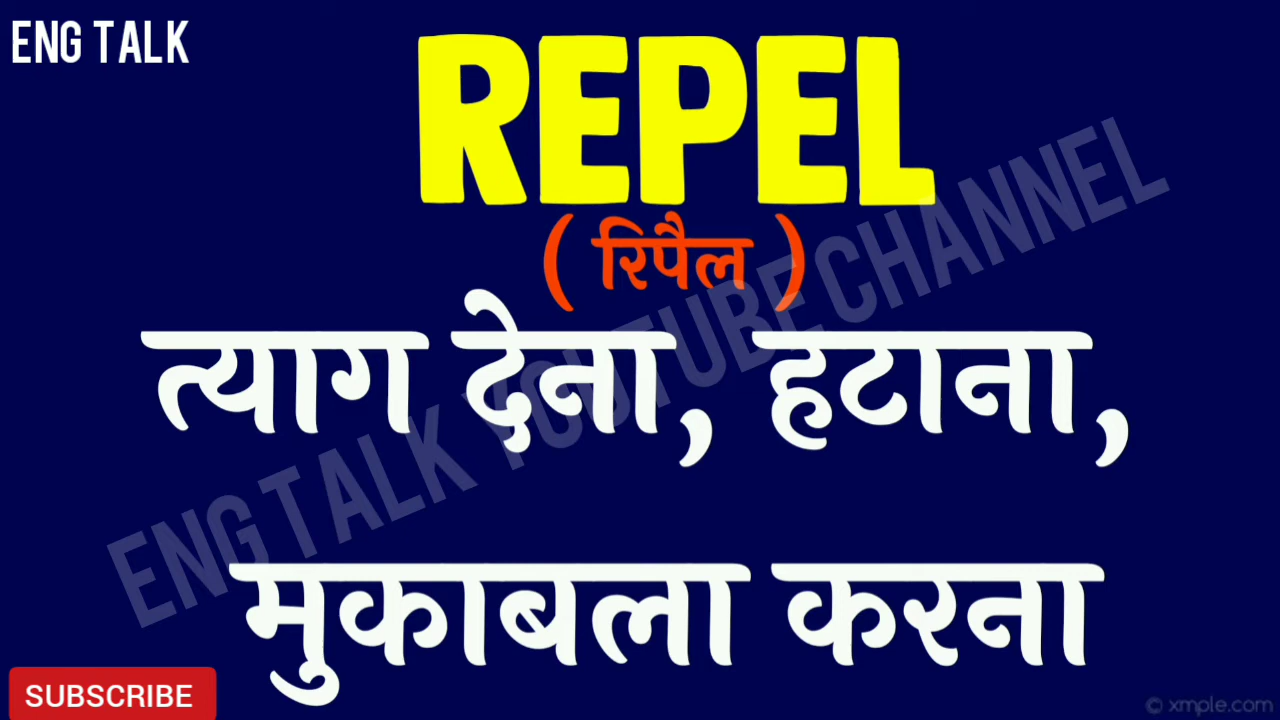 ENG TALK
REPEL
( रिपैल )
त्याग देना, हटाना,
मुकाबला करना
ENG TALK YOUTUBE CHANNEL
SUBSCRIBE
© xmple.com